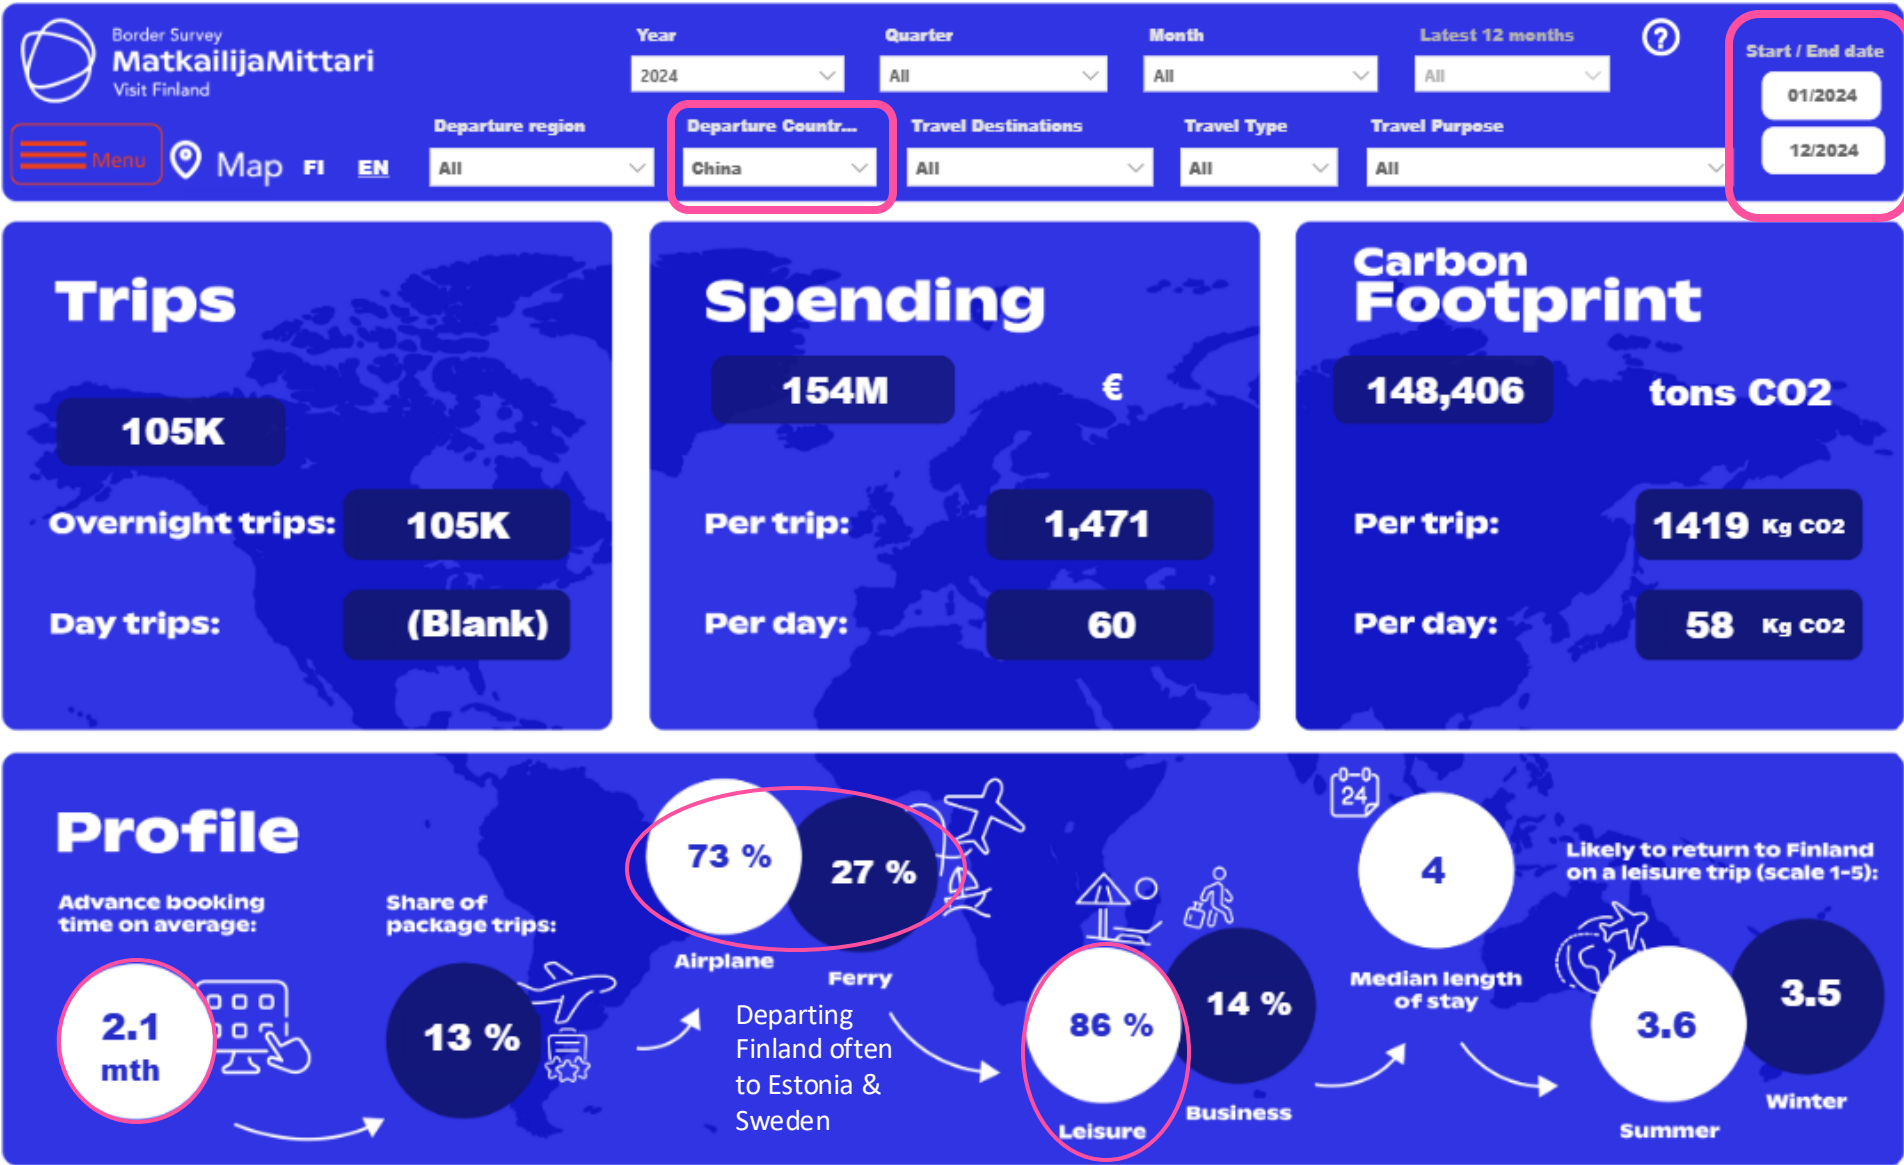 Border Survey
MatkailijaMittari
Visit Finland
Year
2024
Quarter
All
Month
All
Latest 12 months
All
?
Start / End date
01/2024
12/2024
Menu
Map
FI
EN
Departure region
All
Departure Countr...
China
Travel Destinations
All
Travel Type
All
Travel Purpose
All
Trips
105K
Overnight trips: 105K
Day trips: (Blank)
Spending
154M €
Per trip: 1,471
Per day: 60
Carbon
Footprint
148,406 tons CO2
Per trip: 1419 Kg CO2
Per day: 58 Kg CO2
Profile
Advance booking
time on average:
2.1
mth
Share of
package trips:
13 %
73 %
Airplane
27 %
Ferry
Departing
Finland often
to Estonia &
Sweden
86 %
Leisure
14 %
Business
24
4
Median length
of stay
Likely to return to Finland
on a leisure trip (scale 1-5):
3.6
Summer
3.5
Winter